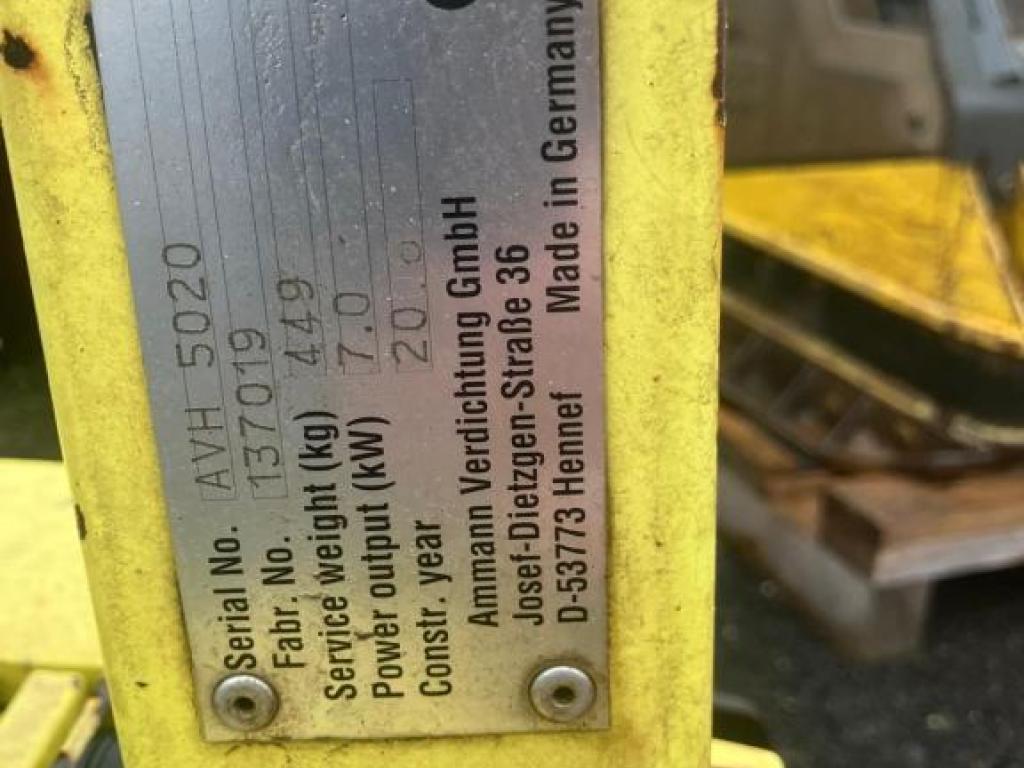 Serial No. AVH 5020
Fabr. No. 137019
Service weight (kg) 449
Power output (kW) 7.0
Constr. year
Ammann Verdichtung GmbH
Josef-Dietzgen-Straße 36
D-53773 Hennef Made in Germany